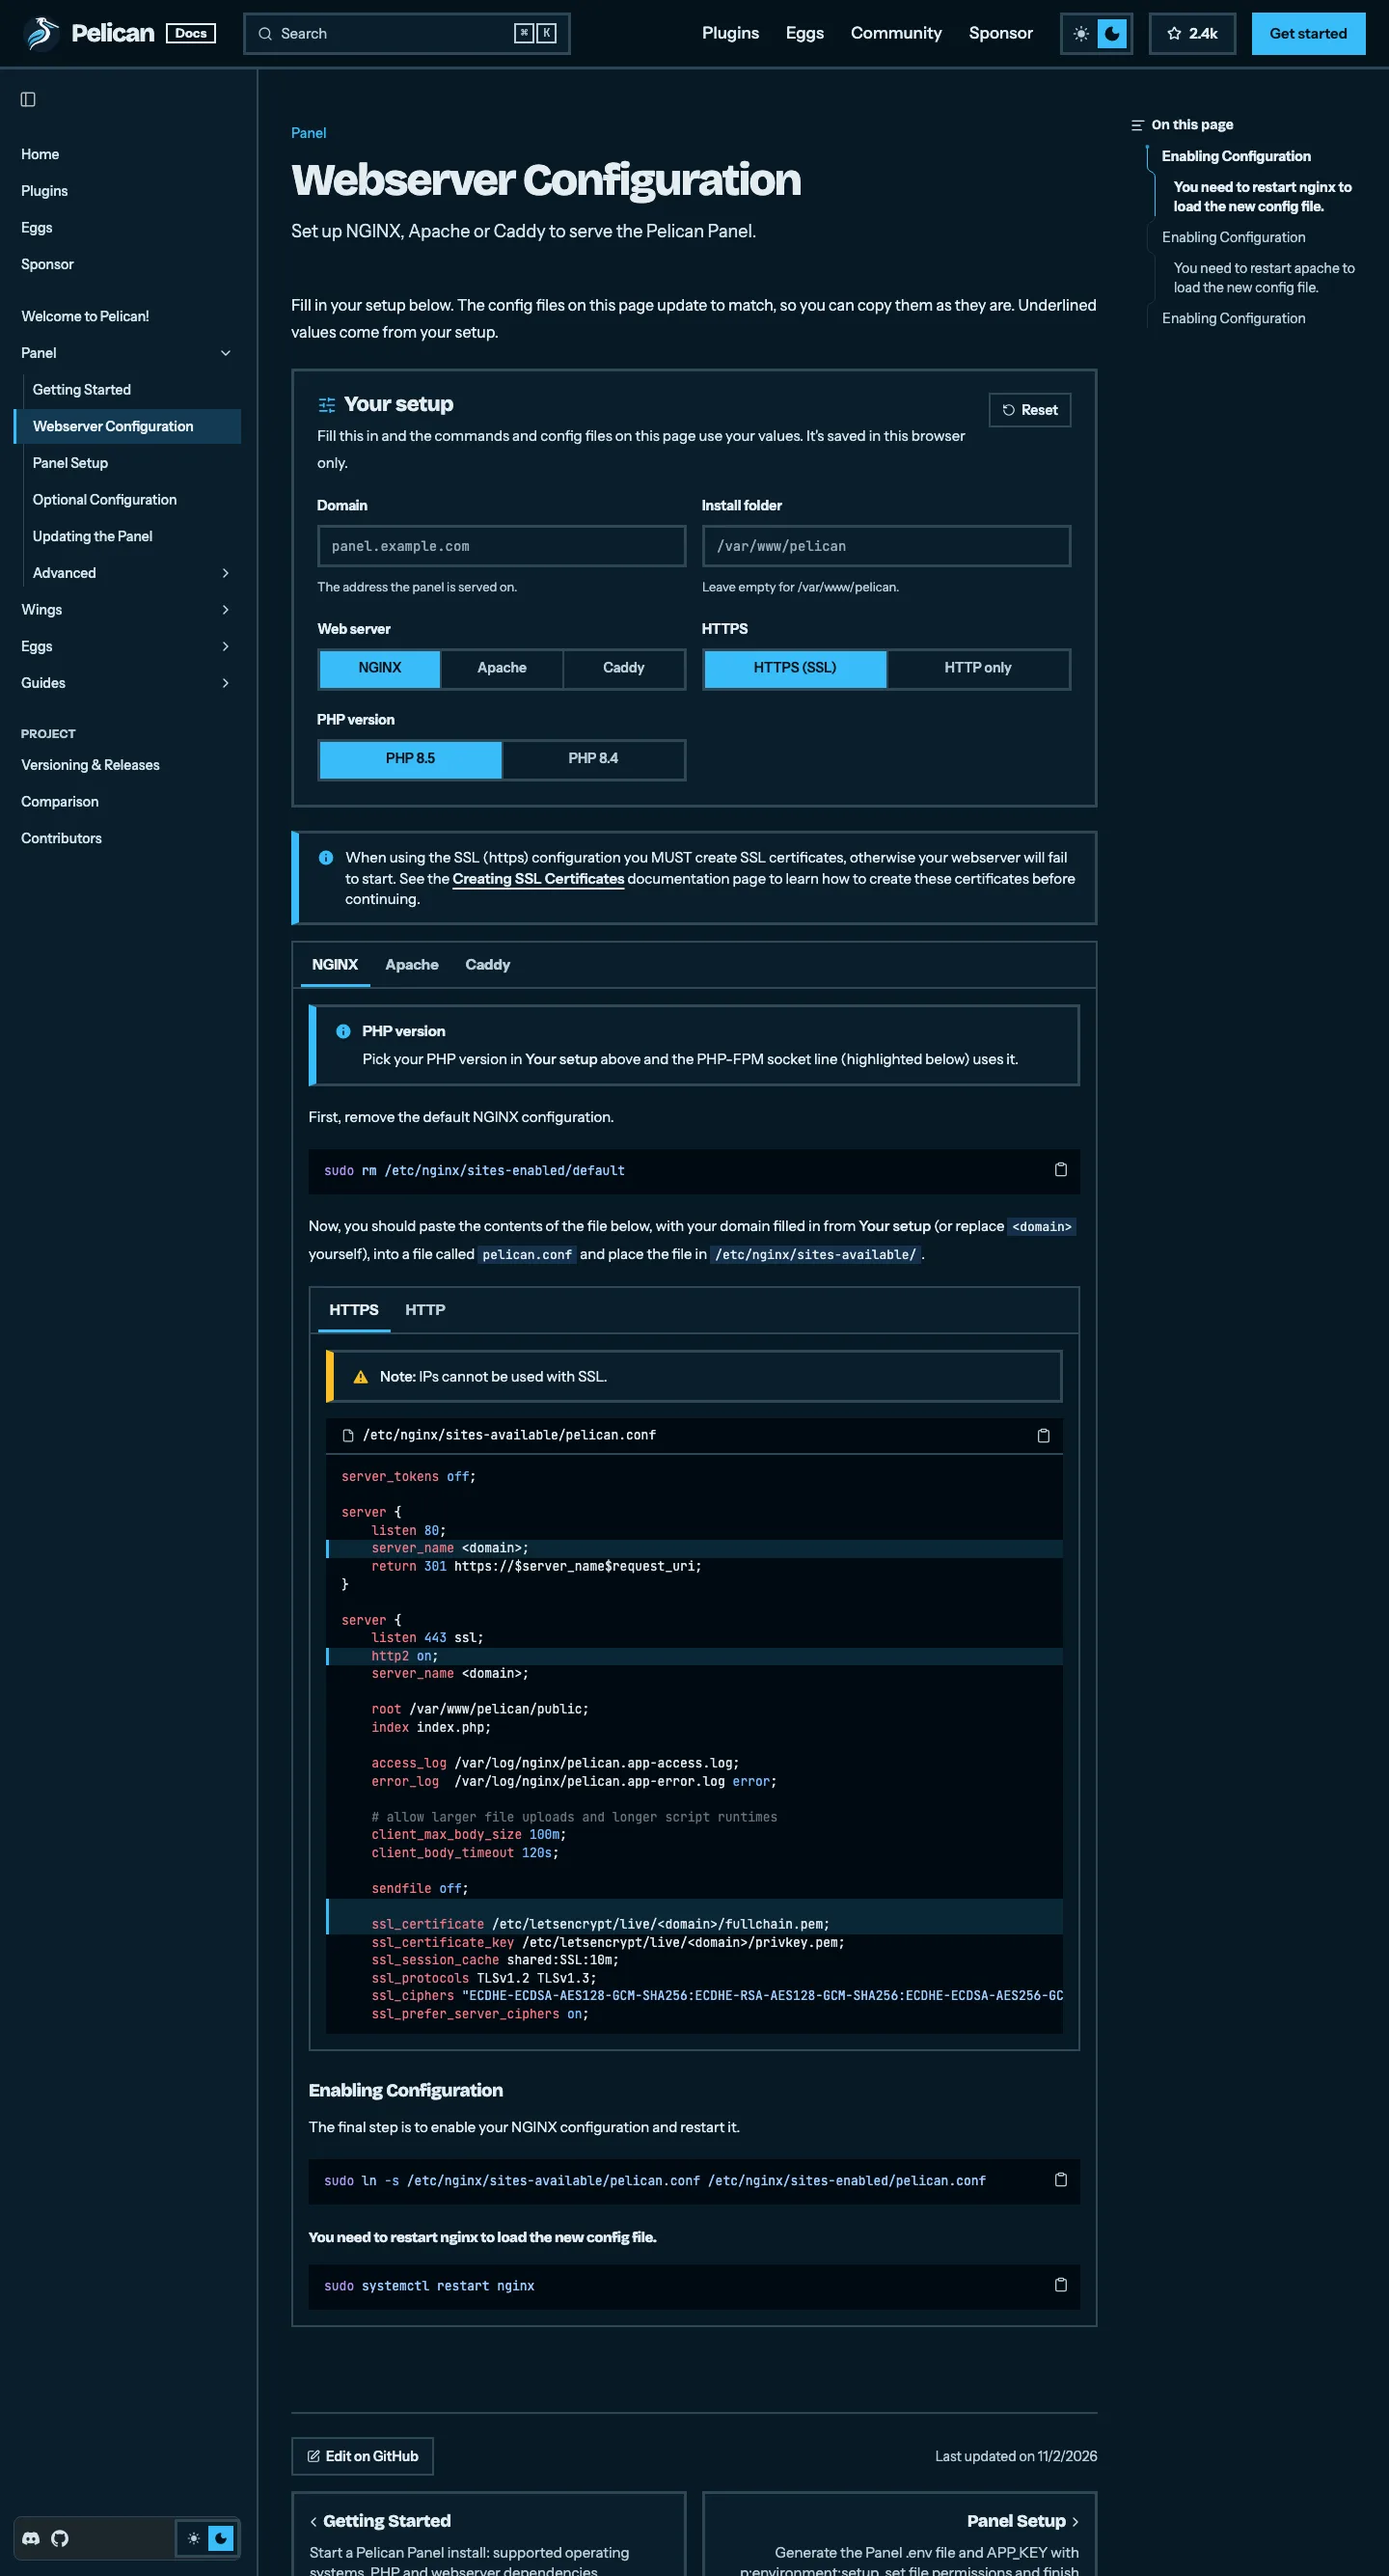 Pelican Docs
Search ⌘ K
Plugins
Eggs
Community
Sponsor
2.4k
Get started
Home
Plugins
Eggs
Sponsor
Welcome to Pelican!
Panel
Getting Started
Webserver Configuration
Panel Setup
Optional Configuration
Updating the Panel
Advanced
Wings
Eggs
Guides
PROJECT
Versioning & Releases
Comparison
Contributors
Panel
Webserver Configuration
Set up NGINX, Apache or Caddy to serve the Pelican Panel.
Fill in your setup below. The config files on this page update to match, so you can copy them as they are. Underlined
values come from your setup.
Your setup
Reset
Fill this in and the commands and config files on this page use your values. It's saved in this browser
only.
Domain
panel.example.com
The address the panel is served on.
Install folder
/var/www/pelican
Leave empty for /var/www/pelican.
Web server
NGINX
Apache
Caddy
HTTPS
HTTPS (SSL)
HTTP only
PHP version
PHP 8.5
PHP 8.4
When using the SSL (https) configuration you MUST create SSL certificates, otherwise your webserver will fail
to start. See the Creating SSL Certificates documentation page to learn how to create these certificates before
continuing.
NGINX
Apache
Caddy
PHP version
Pick your PHP version in Your setup above and the PHP-FPM socket line (highlighted below) uses it.
First, remove the default NGINX configuration.
sudo rm /etc/nginx/sites-enabled/default
Now, you should paste the contents of the file below, with your domain filled in from Your setup (or replace <domain>
yourself), into a file called pelican.conf and place the file in /etc/nginx/sites-available/.
HTTPS
HTTP
Note: IPs cannot be used with SSL.
/etc/nginx/sites-available/pelican.conf
server_tokens off;
server {
    listen 80;
    server_name <domain>;
    return 301 https://$server_name$request_uri;
}
server {
    listen 443 ssl;
    http2 on;
    server_name <domain>;
    root /var/www/pelican/public;
    index index.php;
    access_log /var/log/nginx/pelican.app-access.log;
    error_log  /var/log/nginx/pelican.app-error.log error;
    # allow larger file uploads and longer script runtimes
    client_max_body_size 100m;
    client_body_timeout 120s;
    sendfile off;
    ssl_certificate /etc/letsencrypt/live/<domain>/fullchain.pem;
    ssl_certificate_key /etc/letsencrypt/live/<domain>/privkey.pem;
    ssl_session_cache shared:SSL:10m;
    ssl_protocols TLSv1.2 TLSv1.3;
    ssl_ciphers "ECDHE-ECDSA-AES128-GCM-SHA256:ECDHE-RSA-AES128-GCM-SHA256:ECDHE-ECDSA-AES256-GC
    ssl_prefer_server_ciphers on;
Enabling Configuration
The final step is to enable your NGINX configuration and restart it.
sudo ln -s /etc/nginx/sites-available/pelican.conf /etc/nginx/sites-enabled/pelican.conf
You need to restart nginx to load the new config file.
sudo systemctl restart nginx
Edit on GitHub
Last updated on 11/2/2026
Getting Started
Start a Pelican Panel install: supported operating
systems, PHP and webserver dependencies
Panel Setup
Generate the Panel .env file and APP_KEY with
p:environment:setup, set file permissions and finish
On this page
Enabling Configuration
You need to restart nginx to
load the new config file.
Enabling Configuration
You need to restart apache to
load the new config file.
Enabling Configuration